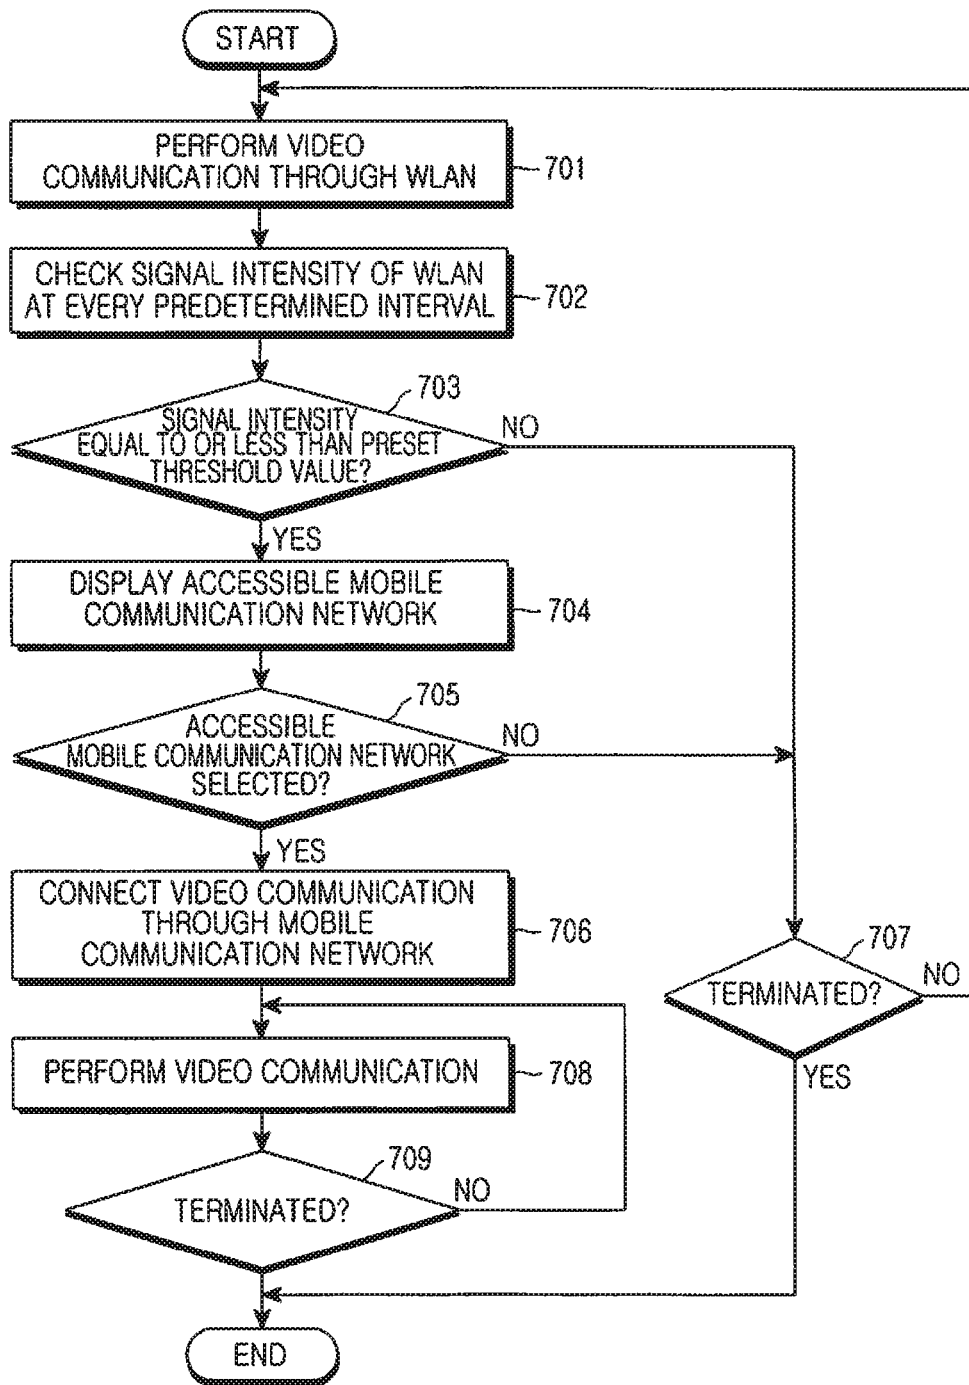 START
PERFORM VIDEO
COMMUNICATION THROUGH WLAN
701
CHECK SIGNAL INTENSITY OF WLAN
AT EVERY PREDETERMINED INTERVAL
702
703
SIGNAL INTENSITY
EQUAL TO OR LESS THAN PRESET
THRESHOLD VALUE?
NO
YES
DISPLAY ACCESSIBLE MOBILE
COMMUNICATION NETWORK
704
705
ACCESSIBLE
MOBILE COMMUNICATION NETWORK
SELECTED?
NO
YES
CONNECT VIDEO COMMUNICATION
THROUGH MOBILE
COMMUNICATION NETWORK
706
707
TERMINATED?
NO
YES
PERFORM VIDEO COMMUNICATION
708
709
TERMINATED?
NO
END